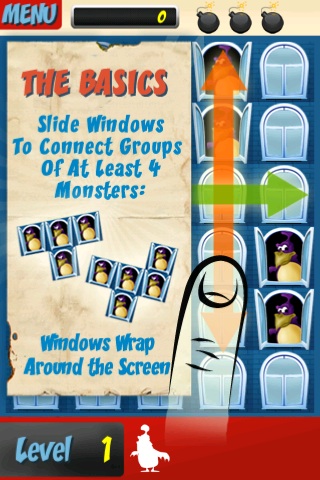 MENU
0
THE BASICS
Slide Windows
To Connect Groups
Of At Least 4
Monsters:
Windows Wrap
Around the Screen
Level 1